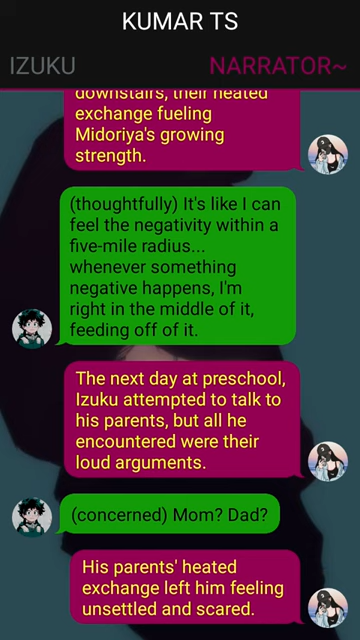 KUMAR TS
IZUKU
NARRATOR~
downstairs, their heated
exchange fueling
Midoriya's growing
strength.
(thoughtfully) It's like I can
feel the negativity within a
five-mile radius...
whenever something
negative happens, I'm
right in the middle of it,
feeding off of it.
The next day at preschool,
Izuku attempted to talk to
his parents, but all he
encountered were their
loud arguments.
(concerned) Mom? Dad?
His parents' heated
exchange left him feeling
unsettled and scared.